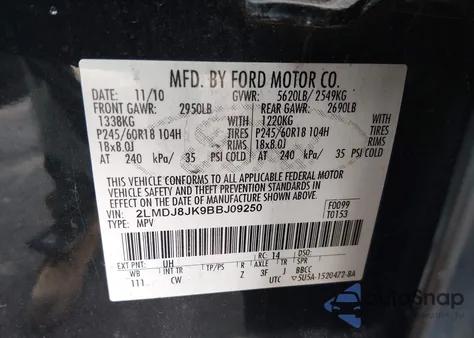 MFD. BY FORD MOTOR CO.
11/10 GVWR: 5620LB/ 2549KG
FRONT GAWR: 2950LB REAR GAWR: 2690LB
1338KG WITH 1220KG WITH
P245/60R18 104H TIRES P245/60R18 104H TIRES
18x8.0J RIMS 18x8.0J RIMS
AT 240 kPa/ 35 PSI COLD AT 240 kPa/ 35 PSI COLD
THIS VEHICLE CONFORMS TO ALL APPLICABLE FEDERAL MOTOR
VEHICLE SAFETY AND THEFT PREVENTION STANDARDS IN
EFFECT ON THE DATE OF MANUFACTURE SHOWN ABOVE.
VIN: 2LMDJ8JK9BBJ09250 F0099
TYPE: MPV T0153
EXT PNT: UH RC: 14 DSO:
WB INT TR TP/PS R AXLE TR SPR
111 CW Z 3F J BBCC
UTC 5U5A-1520472-BA
AutoSnap